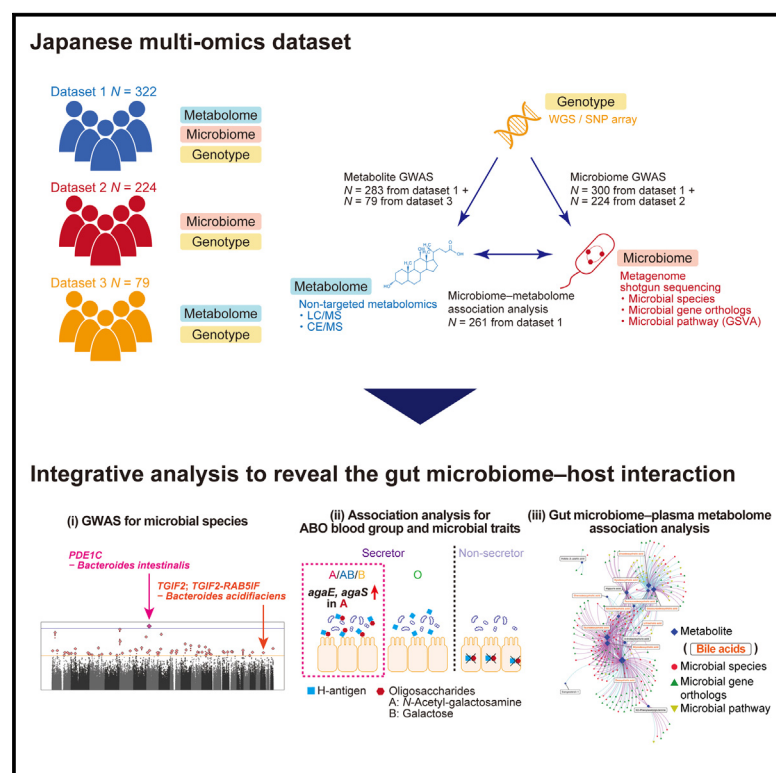 Japanese multi-omics dataset
Dataset 1 N = 322
Metabolome
Microbiome
Genotype
Dataset 2 N = 224
Microbiome
Genotype
Dataset 3 N = 79
Metabolome
Genotype
Genotype
WGS / SNP array
Metabolite GWAS
N = 283 from dataset 1 +
N = 79 from dataset 3
Microbiome GWAS
N = 300 from dataset 1 +
N = 224 from dataset 2
Metabolome
Non-targeted metabolomics
• LC/MS
• CE/MS
Microbiome–metabolome
association analysis
N = 261 from dataset 1
Microbiome
Metagenome
shotgun sequencing
• Microbial species
• Microbial gene orthologs
• Microbial pathway (GSVA)
Integrative analysis to reveal the gut microbiome–host interaction
(i) GWAS for microbial species
PDE1C
– Bacteroides intestinalis
TGIF2; TGIF2-RAB5IF
– Bacteroides acidifiaciens
(ii) Association analysis for
ABO blood group and microbial traits
Secretor
Non-secretor
A/AB/B
O
agaE, agaS
in A
H-antigen
Oligosaccharides
A: N-Acetyl-galactosamine
B: Galactose
(iii) Gut microbiome–plasma metabolome
association analysis
Metabolite
( Bile acids )
Microbial species
Microbial gene
orthologs
Microbial pathway